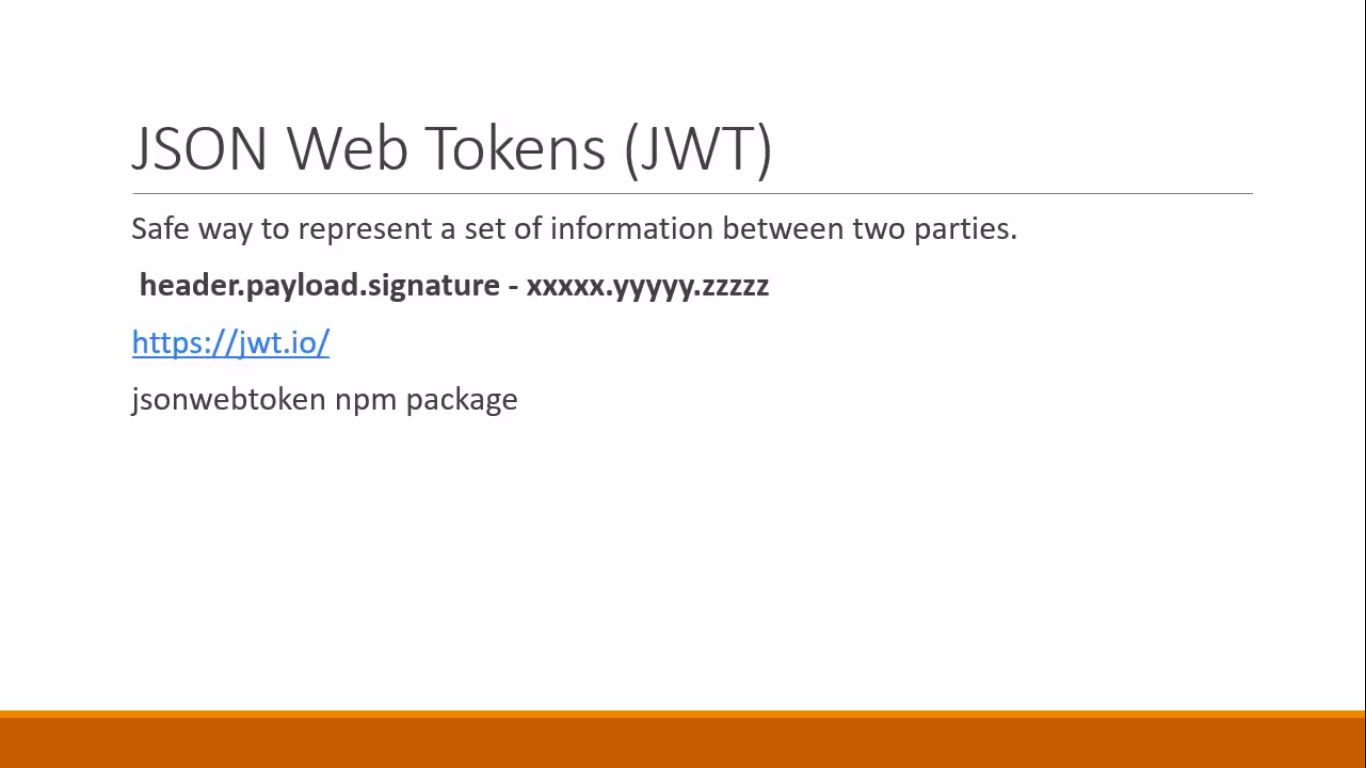 JSON Web Tokens (JWT)
Safe way to represent a set of information between two parties.
header.payload.signature - xxxxx.yyyyy.zzzzz
https://jwt.io/
jsonwebtoken npm package